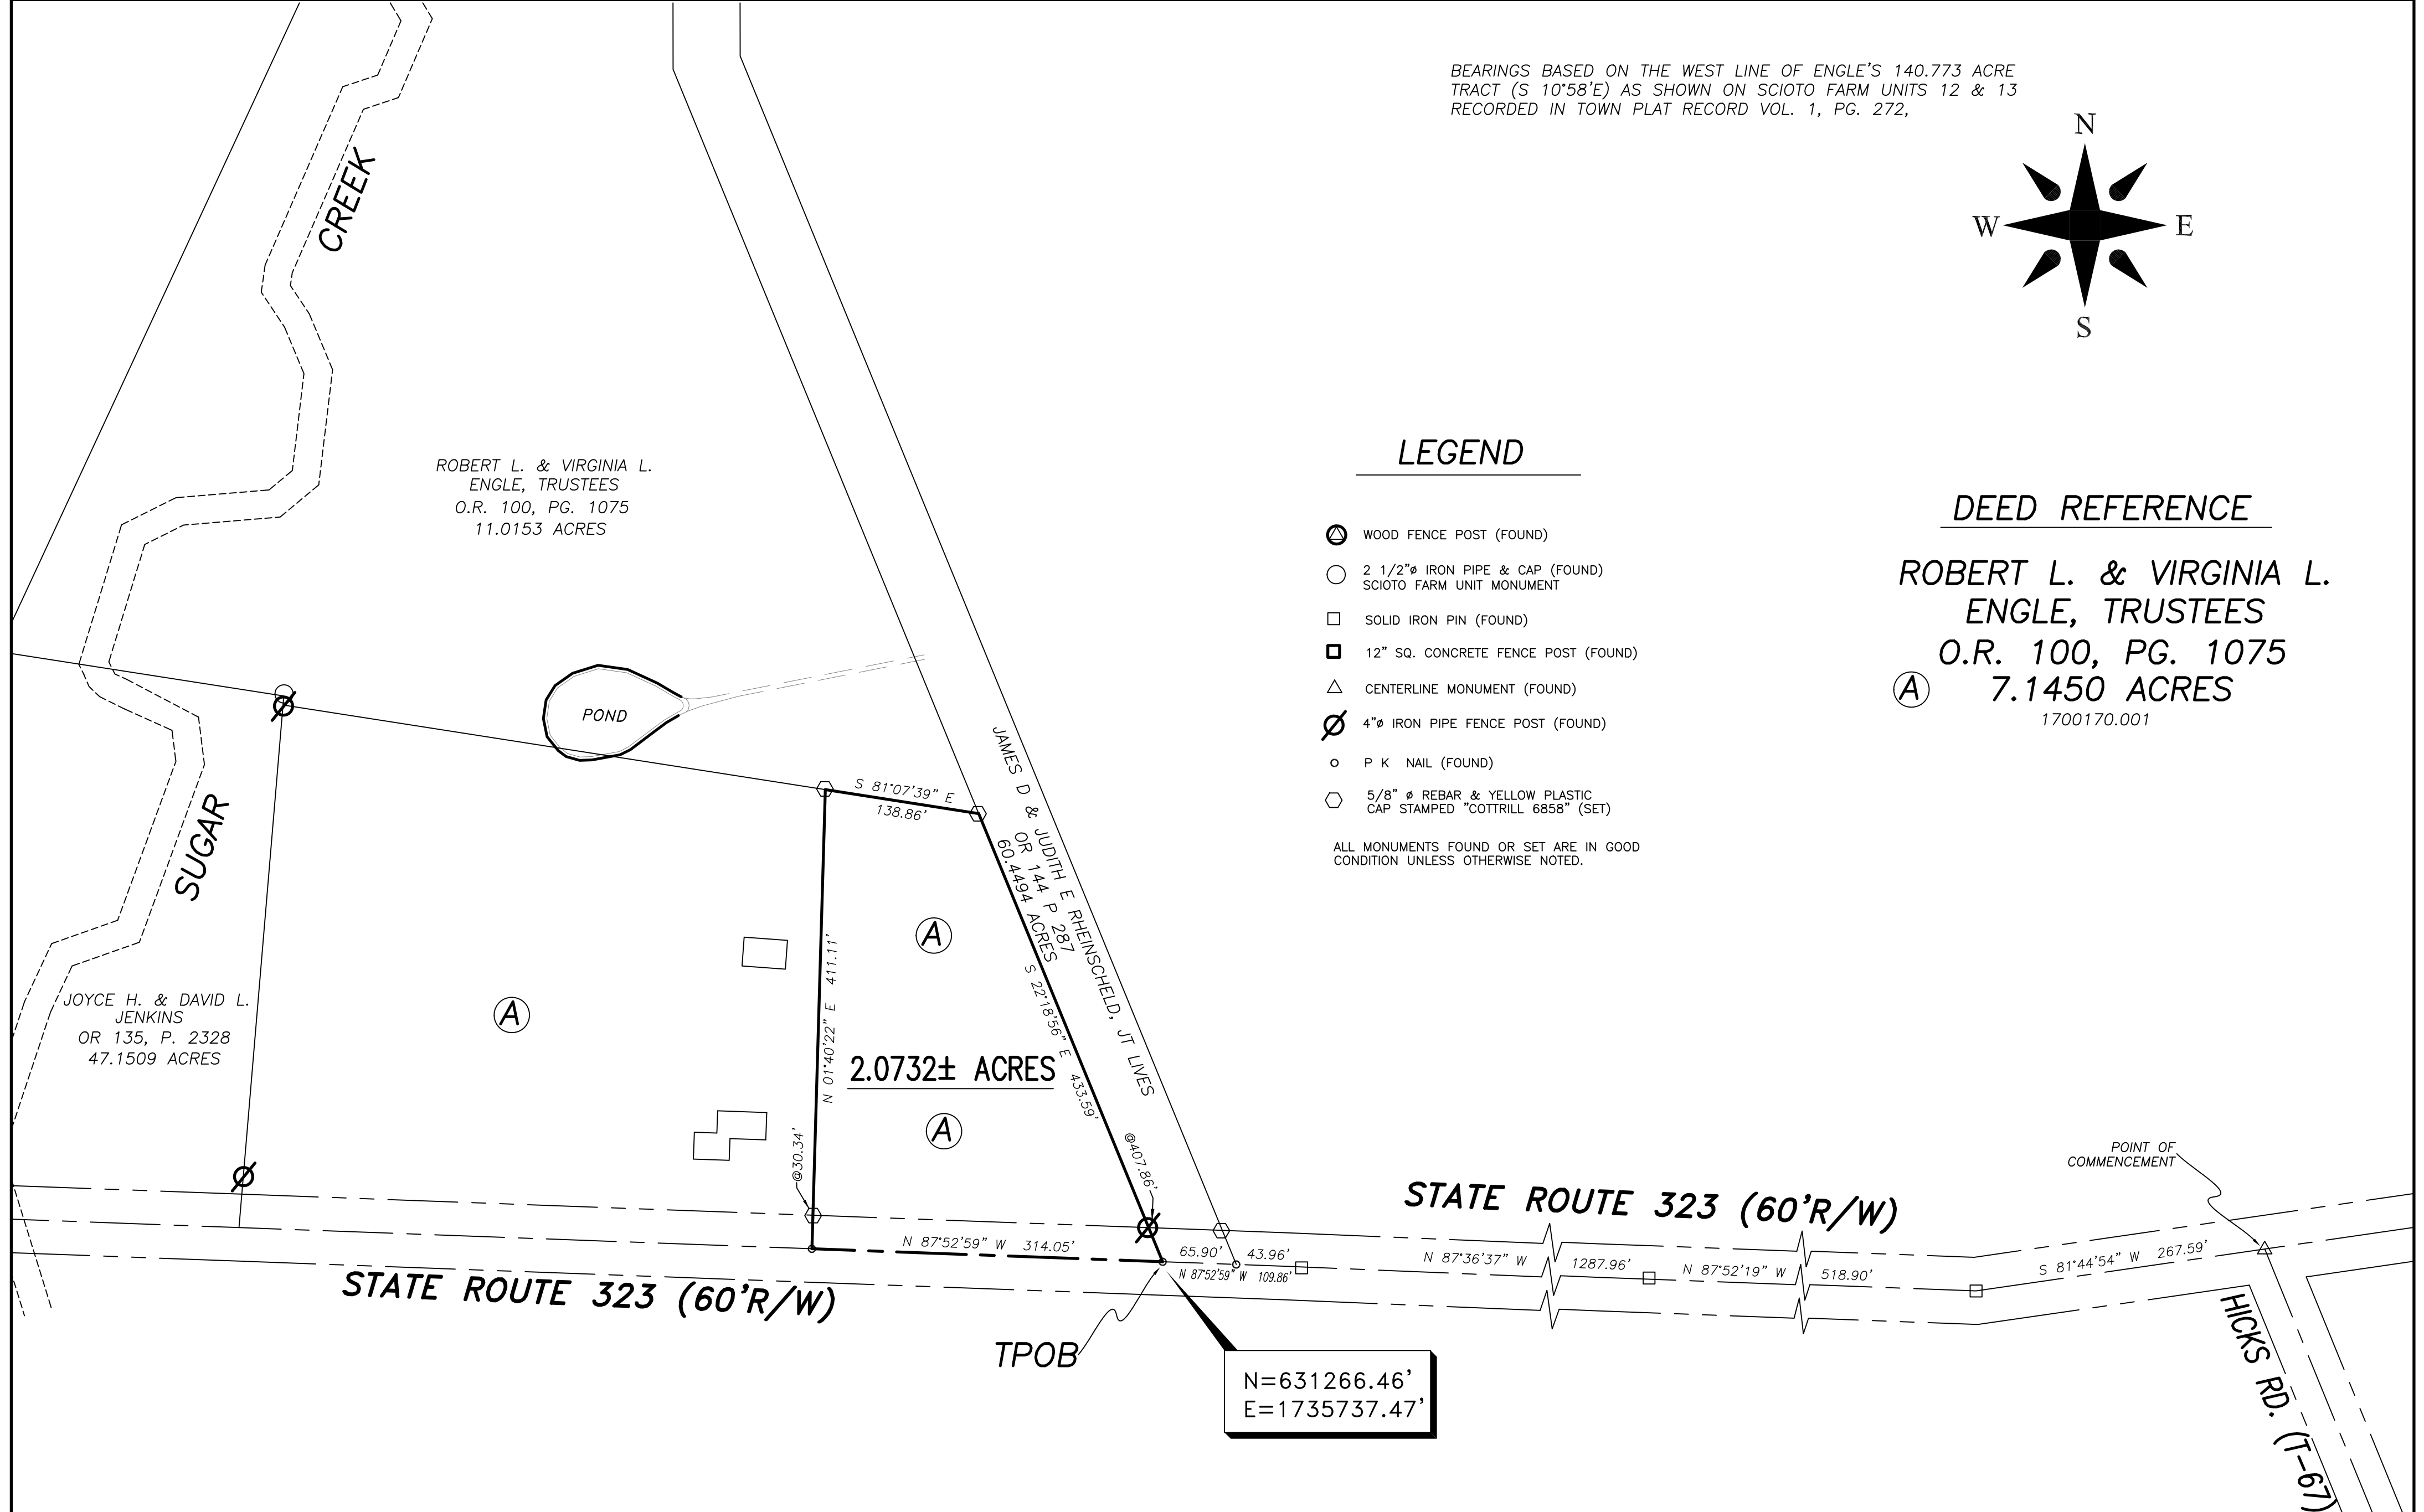 BEARINGS BASED ON THE WEST LINE OF ENGLE'S 140.773 ACRE
TRACT (S 10°58'E) AS SHOWN ON SCIOTO FARM UNITS 12 & 13
RECORDED IN TOWN PLAT RECORD VOL. 1, PG. 272,
N
W
E
S
CREEK
ROBERT L. & VIRGINIA L.
ENGLE, TRUSTEES
O.R. 100, PG. 1075
11.0153 ACRES
LEGEND
WOOD FENCE POST (FOUND)
2 1/2"ø IRON PIPE & CAP (FOUND)
SCIOTO FARM UNIT MONUMENT
SOLID IRON PIN (FOUND)
12" SQ. CONCRETE FENCE POST (FOUND)
CENTERLINE MONUMENT (FOUND)
4"ø IRON PIPE FENCE POST (FOUND)
P K NAIL (FOUND)
5/8" ø REBAR & YELLOW PLASTIC
CAP STAMPED "COTTRILL 6858" (SET)
ALL MONUMENTS FOUND OR SET ARE IN GOOD
CONDITION UNLESS OTHERWISE NOTED.
DEED REFERENCE
ROBERT L. & VIRGINIA L.
ENGLE, TRUSTEES
O.R. 100, PG. 1075
A 7.1450 ACRES
1700170.001
POND
SUGAR
S 81°07'39" E
138.86'
JAMES D & JUDITH E RHEINSCHELD, JT LIVES
OR 144 P 287
60.4494 ACRES
S 22°18'56" E 433.59'
@407.86'
A
N 01°40'22" E 411.11'
@30.34'
A
2.0732± ACRES
A
JOYCE H. & DAVID L.
JENKINS
OR 135, P. 2328
47.1509 ACRES
POINT OF
COMMENCEMENT
STATE ROUTE 323 (60'R/W)
N 87°52'59" W 314.05'
65.90'
43.96'
N 87°52'59" W 109.86'
N 87°36'37" W
1287.96'
N 87°52'19" W
518.90'
S 81°44'54" W 267.59'
STATE ROUTE 323 (60'R/W)
HICKS RD. (T-67)
TPOB
N=631266.46'
E=1735737.47'